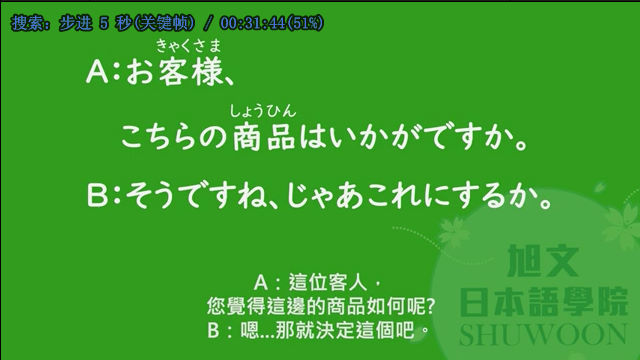 搜索: 步进 5 秒(关键帧) / 00:31:44(51%)
きゃくさま
A:お客様、
しょうひん
こちらの商品はいかがですか。
B:そうですね、じゃあこれにするか。
A：這位客人，
您覺得這邊的商品如何呢?
B：嗯...那就決定這個吧。
旭文
日本語學院
SHUWOON